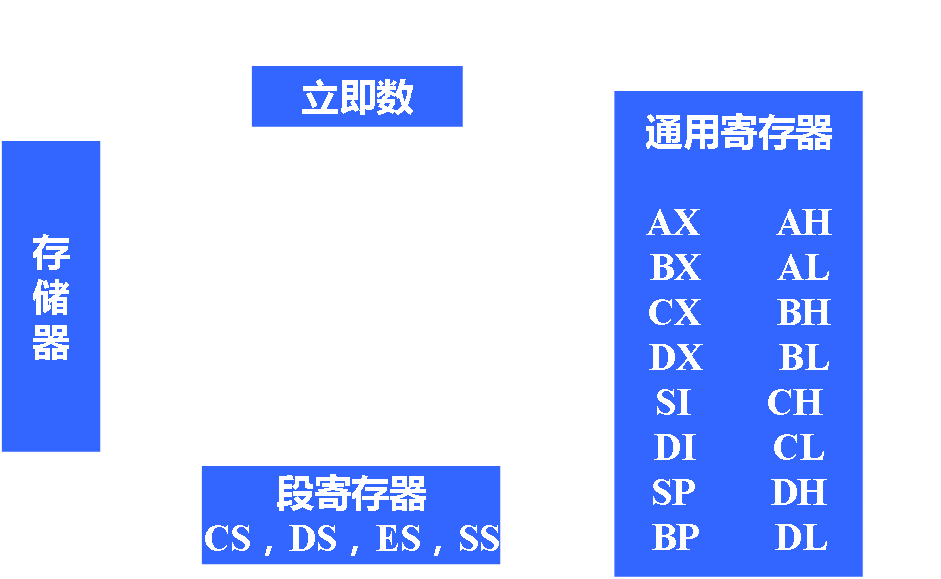 立即数
通用寄存器
存储器
AX AH
BX AL
CX BH
DX BL
SI CH
DI CL
SP DH
BP DL
段寄存器
CS，DS，ES，SS